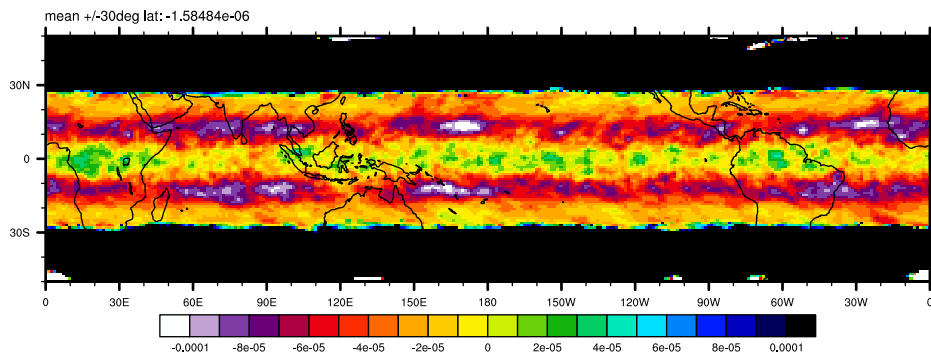 mean +/-30deg lat: -1.58484e-06
30N
0
30S
0 30E 60E 90E 120E 150E 180 150W 120W 90W 60W 30W 0
-0.0001 -8e-05 -6e-05 -4e-05 -2e-05 0 2e-05 4e-05 6e-05 8e-05 0.0001